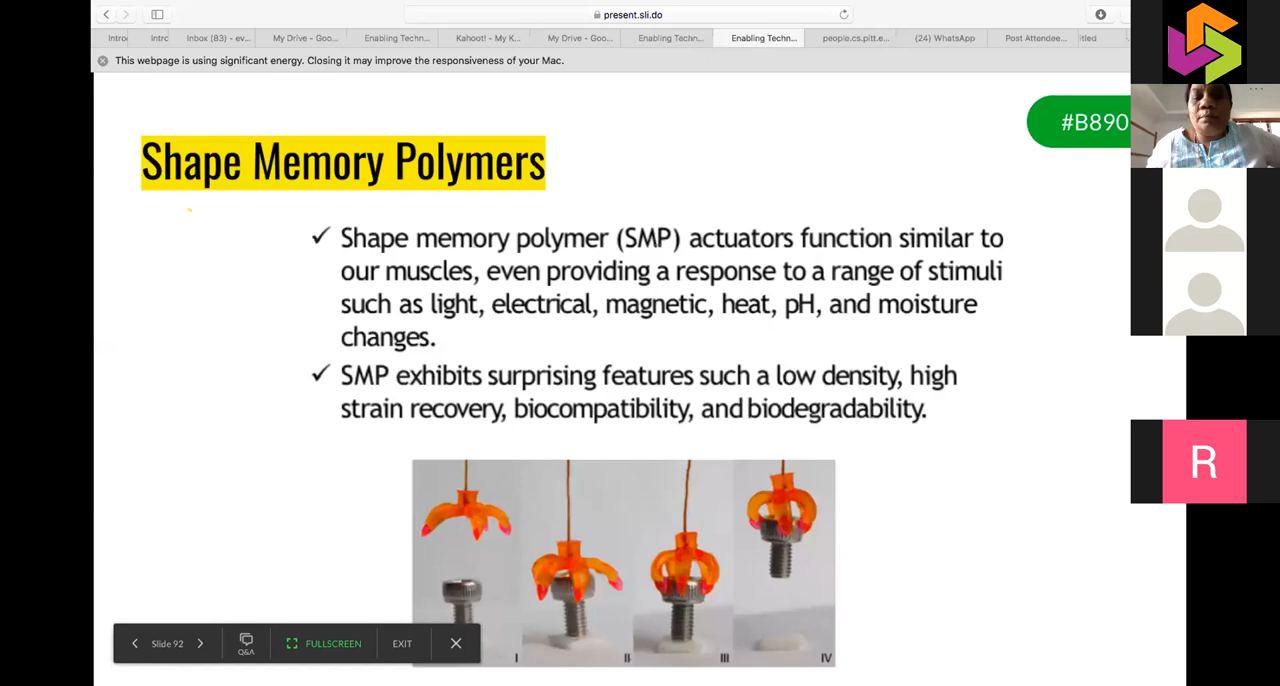 present.sli.do
Introd
Intro
Inbox (83) - ev...
My Drive - Goo...
Enabling Techn...
Kahoot! - My K...
My Drive - Goo...
Enabling Techn...
Enabling Techn...
people.cs.pitt.e...
(24) WhatsApp
Post Attendee...
itled
This webpage is using significant energy. Closing it may improve the responsiveness of your Mac.
#B890
Shape Memory Polymers
✓ Shape memory polymer (SMP) actuators function similar to
our muscles, even providing a response to a range of stimuli
such as light, electrical, magnetic, heat, pH, and moisture
changes.
✓ SMP exhibits surprising features such a low density, high
strain recovery, biocompatibility, and biodegradability.
R
I
II
III
IV
Slide 92
Q&A
FULLSCREEN
EXIT